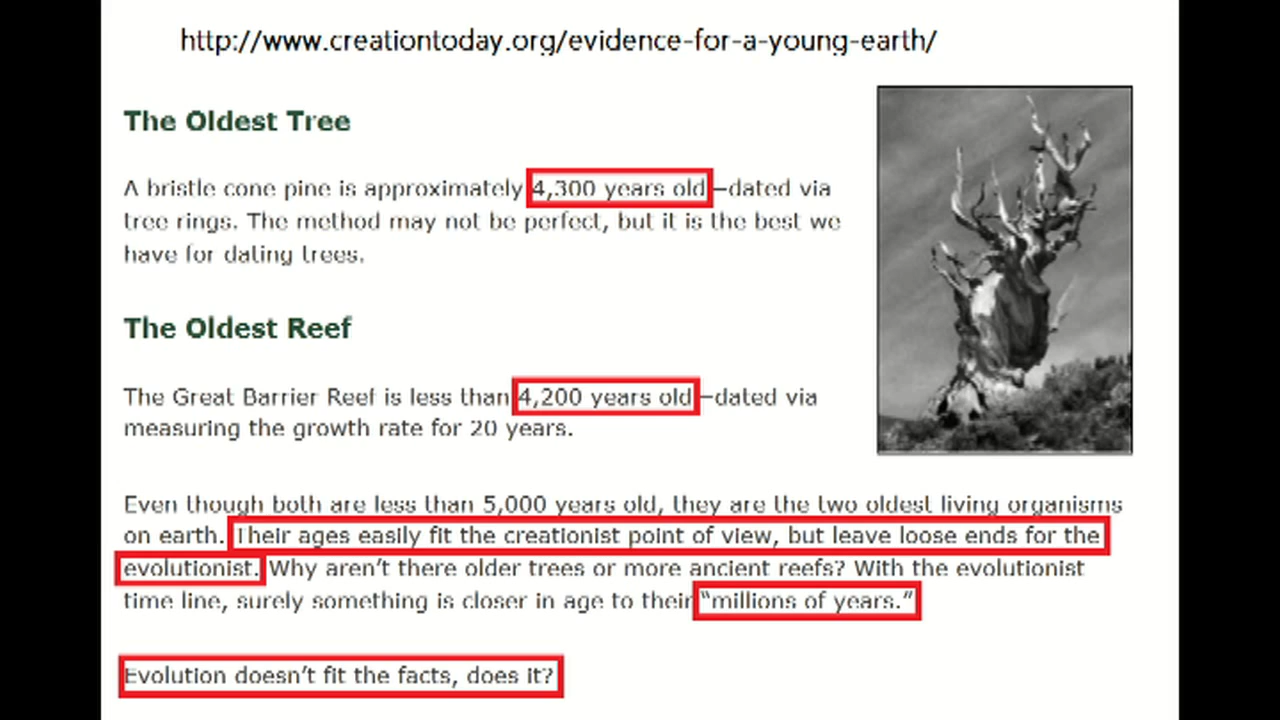 http://www.creationtoday.org/evidence-for-a-young-earth/
The Oldest Tree
A bristle cone pine is approximately 4,300 years old—dated via
tree rings. The method may not be perfect, but it is the best we
have for dating trees.
The Oldest Reef
The Great Barrier Reef is less than 4,200 years old—dated via
measuring the growth rate for 20 years.
Even though both are less than 5,000 years old, they are the two oldest living organisms
on earth. Their ages easily fit the creationist point of view, but leave loose ends for the
evolutionist. Why aren't there older trees or more ancient reefs? With the evolutionist
time line, surely something is closer in age to their "millions of years."
Evolution doesn't fit the facts, does it?